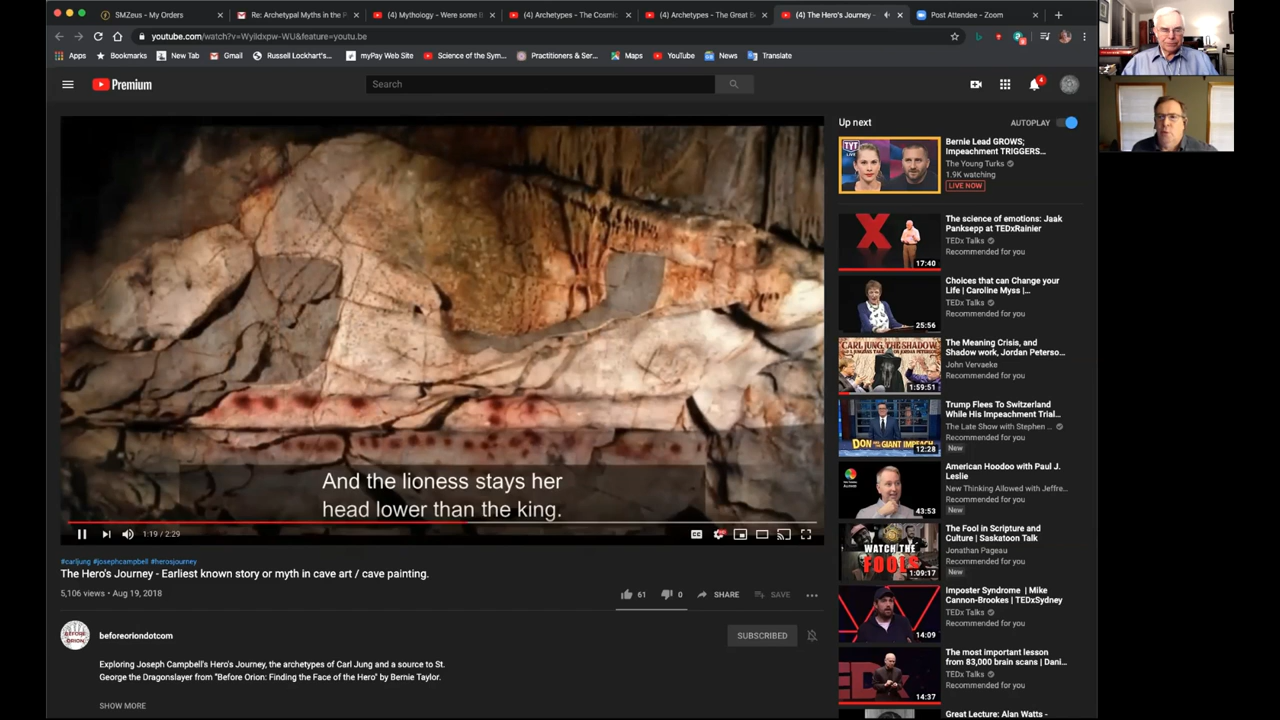 SMZeus - My Orders
Re: Archetypal Myths in the R
(4) Mythology - Were some B
(4) Archetypes - The Cosmic
(4) Archetypes - The Great B
(4) The Hero's Journey -
Post Attendee - Zoom
youtube.com/watch?v=Wylldxpw-WU&feature=youtu.be
Apps
Bookmarks
New Tab
Gmail
Russell Lockhart's...
myPay Web Site
Science of the Sym...
Practitioners & Ser...
Maps
YouTube
News
Translate
Premium
Search
4
And the lioness stays her
head lower than the king.
1:19 / 2:29
CC
#carljung #josephcampbell #herosjourney
The Hero's Journey - Earliest known story or myth in cave art / cave painting.
5,106 views • Aug 19, 2018
61
0
SHARE
SAVE
beforeoriondotcom
SUBSCRIBED
Exploring Joseph Campbell's Hero's Journey, the archetypes of Carl Jung and a source to St.
George the Dragonslayer from "Before Orion: Finding the Face of the Hero" by Bernie Taylor.
SHOW MORE
Up next
AUTOPLAY
TYT
LIVE
Bernie Lead GROWS;
Impeachment TRIGGERS...
The Young Turks
1.9K watching
LIVE NOW
X
17:40
The science of emotions: Jaak
Panksepp at TEDxRainier
TEDx Talks
Recommended for you
25:56
Choices that can Change your
Life | Caroline Myss |...
TEDx Talks
Recommended for you
CARL JUNG, THE SHADOW
1:59:51
The Meaning Crisis, and
Shadow work, Jordan Peterso...
John Vervaeke
Recommended for you
DON
GIANT IMPEACH
12:28
Trump Flees To Switzerland
While His Impeachment Trial...
The Late Show with Stephen ...
Recommended for you
New
43:53
American Hoodoo with Paul J.
Leslie
New Thinking Allowed with Jeffre...
Recommended for you
New
WATCH THE
FOOLS
1:09:17
The Fool in Scripture and
Culture | Saskatoon Talk
Jonathan Pageau
Recommended for you
New
14:09
Imposter Syndrome | Mike
Cannon-Brookes | TEDxSydney
TEDx Talks
Recommended for you
14:37
The most important lesson
from 83,000 brain scans | Dani...
TEDx Talks
Recommended for you
Great Lecture: Alan Watts -